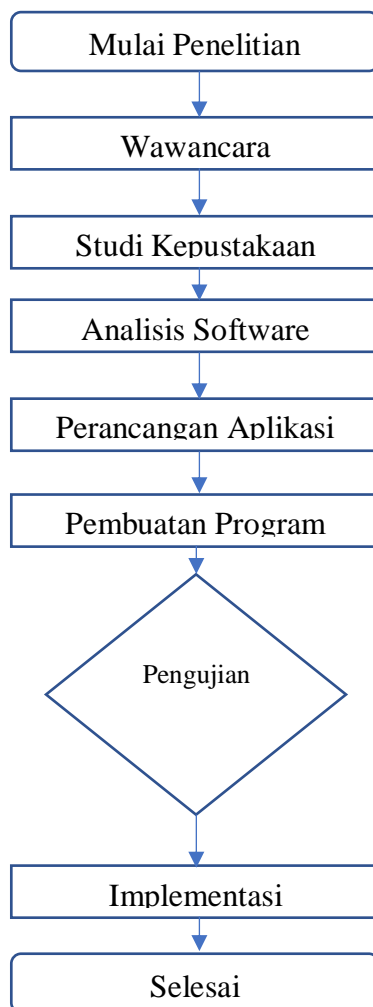 Mulai Penelitian
Wawancara
Studi Kepustakaan
Analisis Software
Perancangan Aplikasi
Pembuatan Program
Pengujian
Implementasi
Selesai